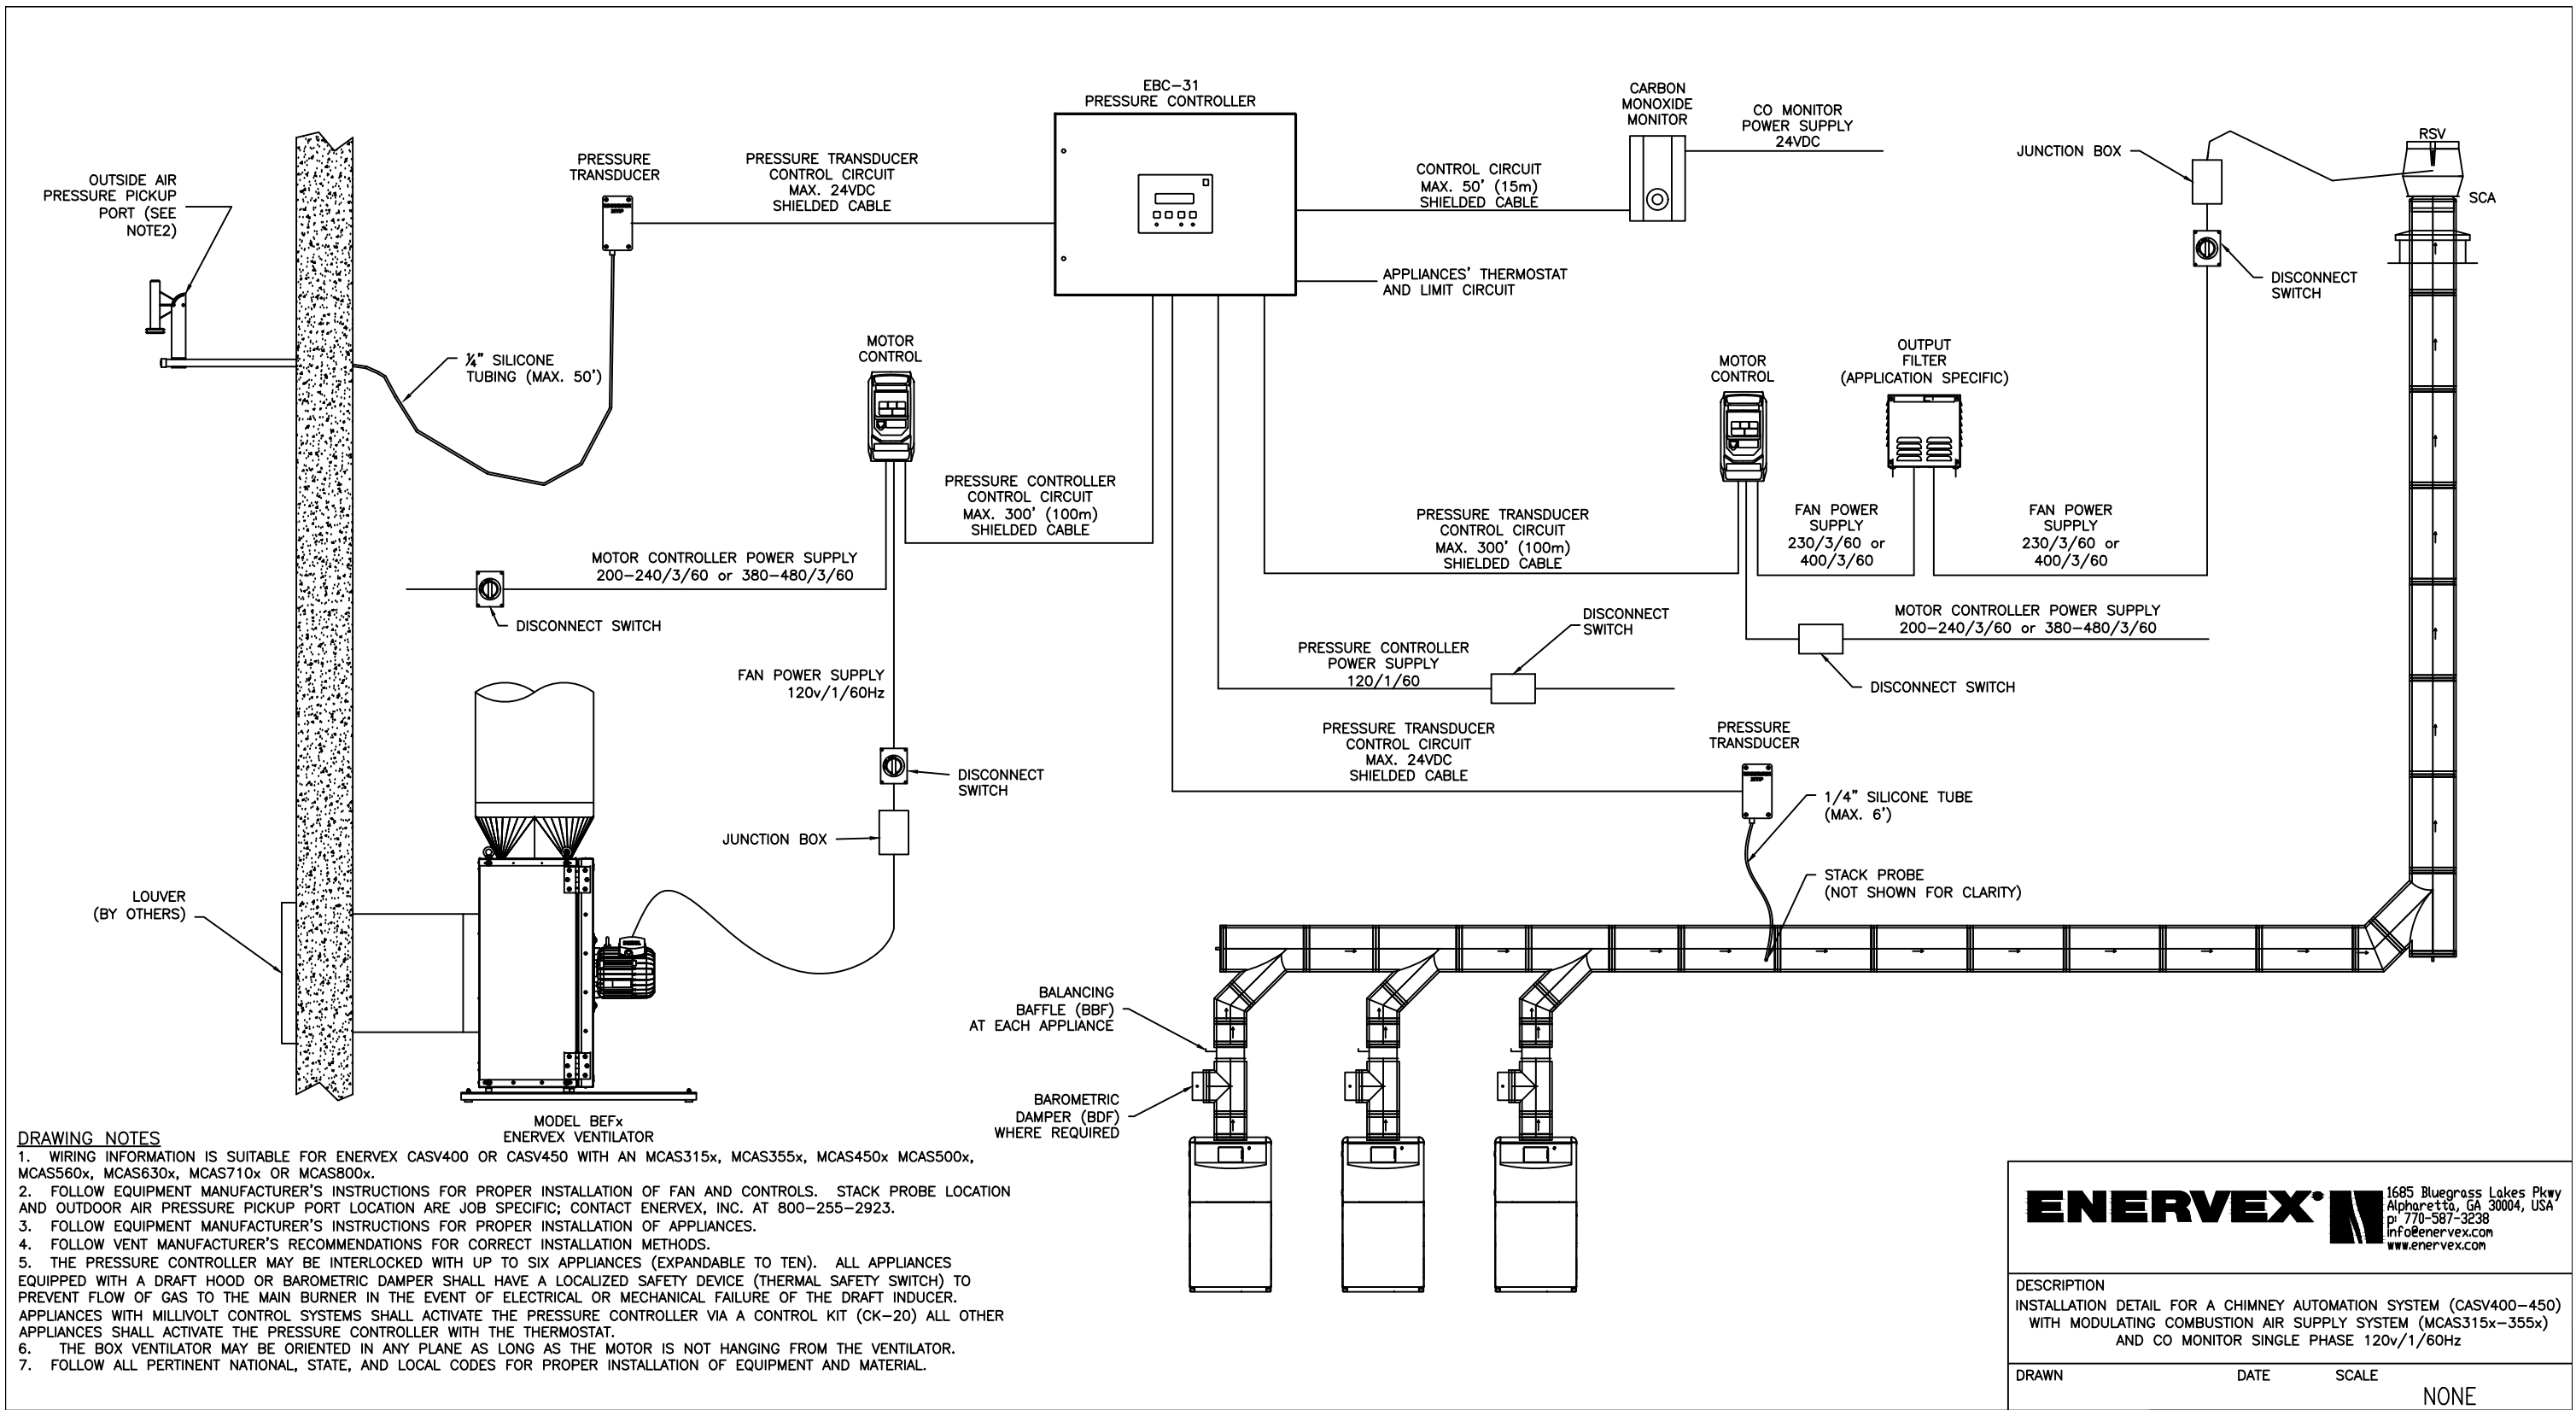 EBC-31
PRESSURE CONTROLLER
CARBON
MONOXIDE
MONITOR
CO MONITOR
POWER SUPPLY
24VDC
RSV
JUNCTION BOX
SCA
DISCONNECT
SWITCH
OUTSIDE AIR
PRESSURE PICKUP
PORT (SEE
NOTE2)
PRESSURE
TRANSDUCER
PRESSURE TRANSDUCER
CONTROL CIRCUIT
MAX. 24VDC
SHIELDED CABLE
CONTROL CIRCUIT
MAX. 50' (15m)
SHIELDED CABLE
APPLIANCES' THERMOSTAT
AND LIMIT CIRCUIT
¼" SILICONE
TUBING (MAX. 50')
MOTOR
CONTROL
MOTOR
CONTROL
OUTPUT
FILTER
(APPLICATION SPECIFIC)
PRESSURE CONTROLLER
CONTROL CIRCUIT
MAX. 300' (100m)
SHIELDED CABLE
PRESSURE TRANSDUCER
CONTROL CIRCUIT
MAX. 300' (100m)
SHIELDED CABLE
FAN POWER
SUPPLY
230/3/60 or
400/3/60
FAN POWER
SUPPLY
230/3/60 or
400/3/60
MOTOR CONTROLLER POWER SUPPLY
200-240/3/60 or 380-480/3/60
DISCONNECT SWITCH
DISCONNECT
SWITCH
MOTOR CONTROLLER POWER SUPPLY
200-240/3/60 or 380-480/3/60
DISCONNECT SWITCH
PRESSURE CONTROLLER
POWER SUPPLY
120/1/60
FAN POWER SUPPLY
120v/1/60Hz
DISCONNECT
SWITCH
JUNCTION BOX
PRESSURE TRANSDUCER
CONTROL CIRCUIT
MAX. 24VDC
SHIELDED CABLE
PRESSURE
TRANSDUCER
1/4" SILICONE TUBE
(MAX. 6')
STACK PROBE
(NOT SHOWN FOR CLARITY)
LOUVER
(BY OTHERS)
BALANCING
BAFFLE (BBF)
AT EACH APPLIANCE
BAROMETRIC
DAMPER (BDF)
WHERE REQUIRED
MODEL BEFx
ENERVEX VENTILATOR
DRAWING NOTES
1. WIRING INFORMATION IS SUITABLE FOR ENERVEX CASV400 OR CASV450 WITH AN MCAS315x, MCAS355x, MCAS450x MCAS500x,
MCAS560x, MCAS630x, MCAS710x OR MCAS800x.
2. FOLLOW EQUIPMENT MANUFACTURER'S INSTRUCTIONS FOR PROPER INSTALLATION OF FAN AND CONTROLS. STACK PROBE LOCATION
AND OUTDOOR AIR PRESSURE PICKUP PORT LOCATION ARE JOB SPECIFIC; CONTACT ENERVEX, INC. AT 800-255-2923.
3. FOLLOW EQUIPMENT MANUFACTURER'S INSTRUCTIONS FOR PROPER INSTALLATION OF APPLIANCES.
4. FOLLOW VENT MANUFACTURER'S RECOMMENDATIONS FOR CORRECT INSTALLATION METHODS.
5. THE PRESSURE CONTROLLER MAY BE INTERLOCKED WITH UP TO SIX APPLIANCES (EXPANDABLE TO TEN). ALL APPLIANCES
EQUIPPED WITH A DRAFT HOOD OR BAROMETRIC DAMPER SHALL HAVE A LOCALIZED SAFETY DEVICE (THERMAL SAFETY SWITCH) TO
PREVENT FLOW OF GAS TO THE MAIN BURNER IN THE EVENT OF ELECTRICAL OR MECHANICAL FAILURE OF THE DRAFT INDUCER.
APPLIANCES WITH MILLIVOLT CONTROL SYSTEMS SHALL ACTIVATE THE PRESSURE CONTROLLER VIA A CONTROL KIT (CK-20) ALL OTHER
APPLIANCES SHALL ACTIVATE THE PRESSURE CONTROLLER WITH THE THERMOSTAT.
6. THE BOX VENTILATOR MAY BE ORIENTED IN ANY PLANE AS LONG AS THE MOTOR IS NOT HANGING FROM THE VENTILATOR.
7. FOLLOW ALL PERTINENT NATIONAL, STATE, AND LOCAL CODES FOR PROPER INSTALLATION OF EQUIPMENT AND MATERIAL.
ENERVEX
1685 Bluegrass Lakes Pkwy
Alpharetta, GA 30004, USA
p: 770-587-3238
info@enervex.com
www.enervex.com
DESCRIPTION
INSTALLATION DETAIL FOR A CHIMNEY AUTOMATION SYSTEM (CASV400-450)
WITH MODULATING COMBUSTION AIR SUPPLY SYSTEM (MCAS315x-355x)
AND CO MONITOR SINGLE PHASE 120v/1/60Hz
DRAWN DATE SCALE
NONE